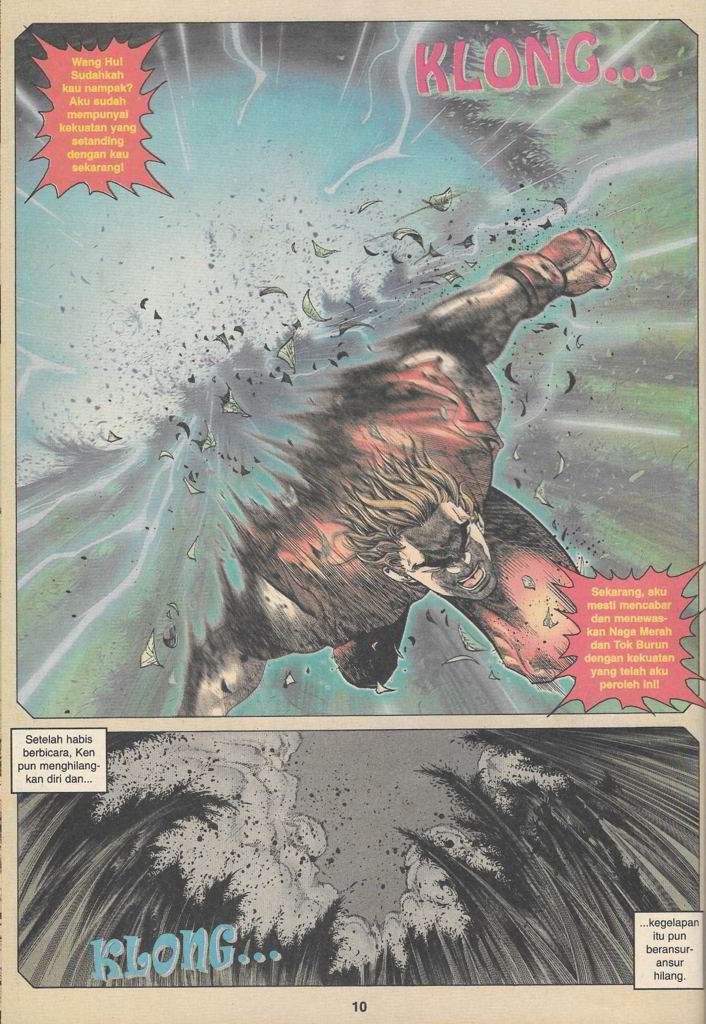 Wang Hu!
Sudahkah
kau nampak?
Aku sudah
mempunyai
kekuatan yang
setanding
dengan kau
sekarang!
KLONG...
Sekarang, aku
mesti mencabar
dan menewas-
kan Naga Merah
dan Tok Burun
dengan kekuatan
yang telah aku
peroleh ini!
Setelah habis
berbicara, Ken
pun menghilang-
kan diri dan...
KLONG...
...kegelapan
itu pun
beransur-
ansur
hilang.
10